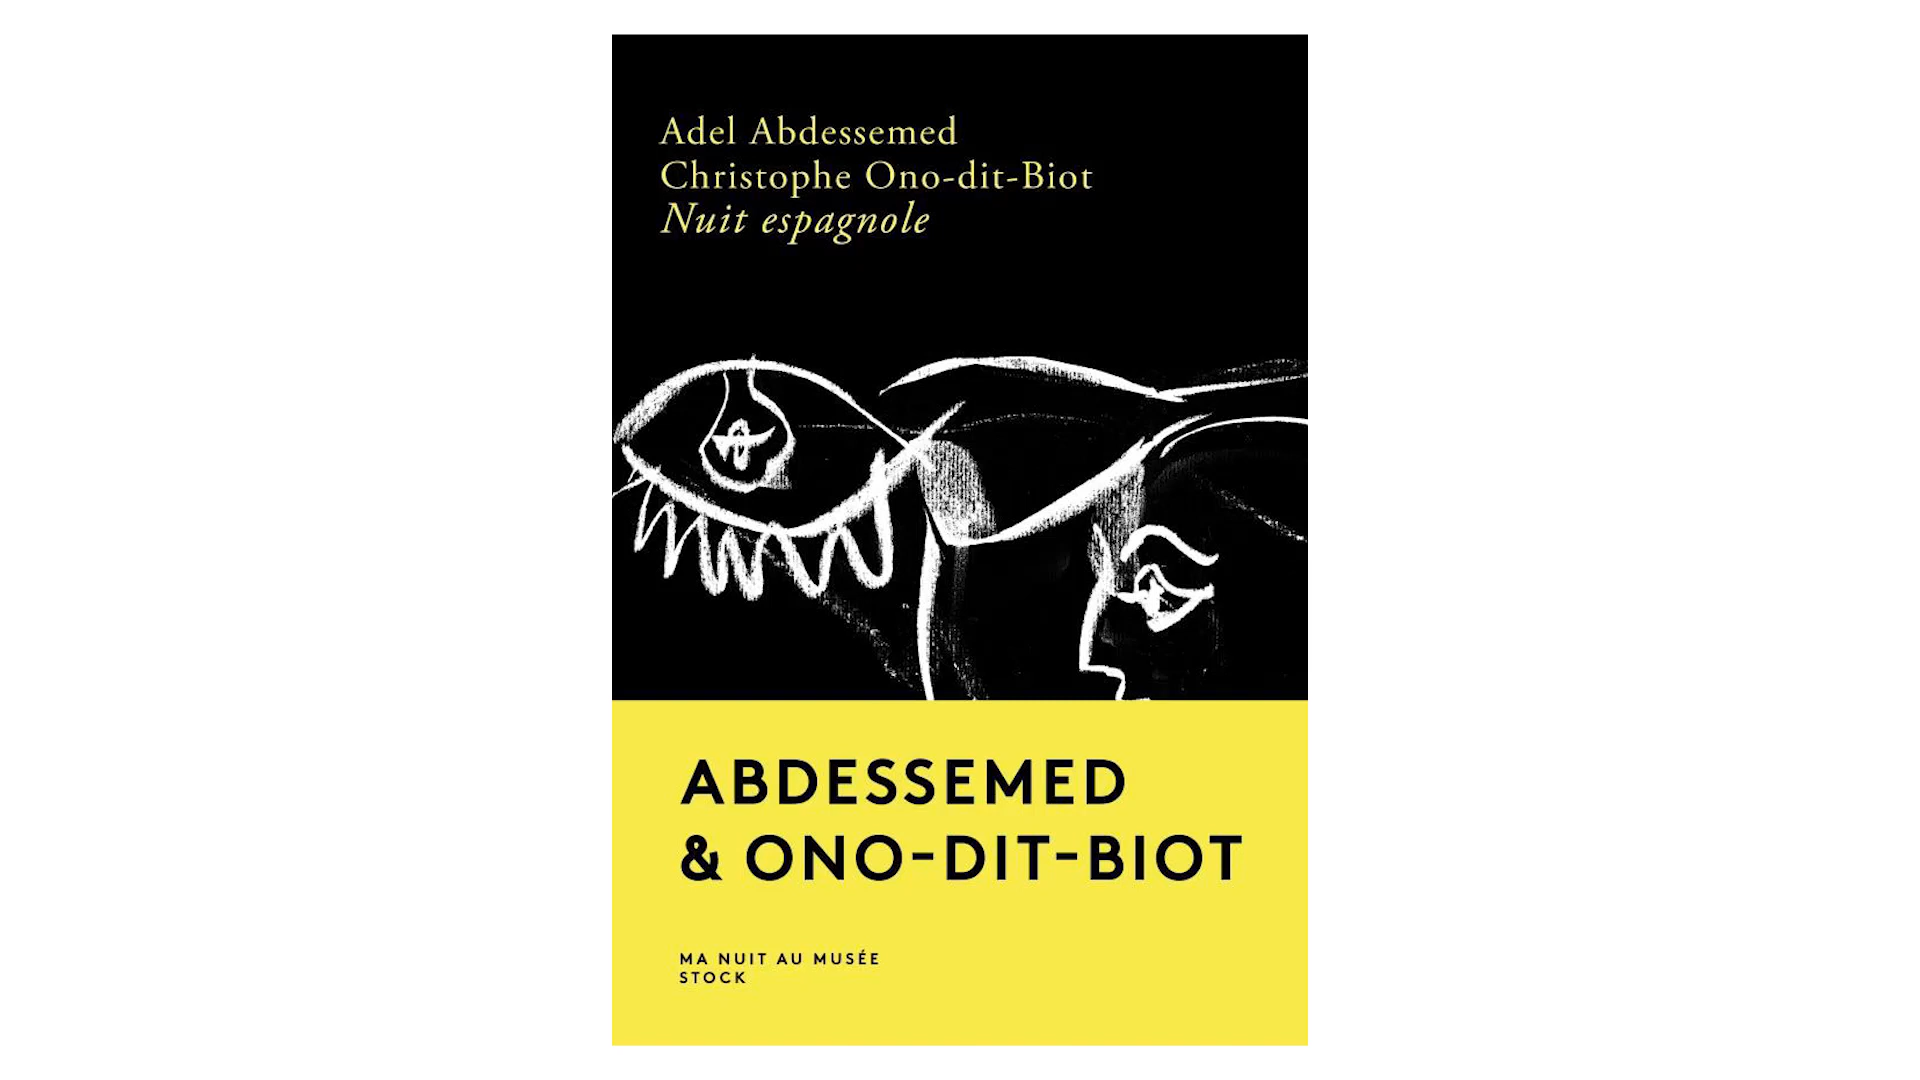 Adel Abdessemed
Christophe Ono-dit-Biot
Nuit espagnole
ABDESSEMED
& ONO-DIT-BIOT
MA NUIT AU MUSÉE
STOCK